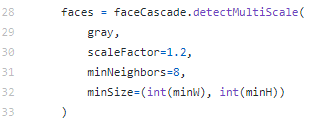 28 faces = faceCascade.detectMultiScale(
29 gray,
30 scaleFactor=1.2,
31 minNeighbors=8,
32 minSize=(int(minW), int(minH))
33 )